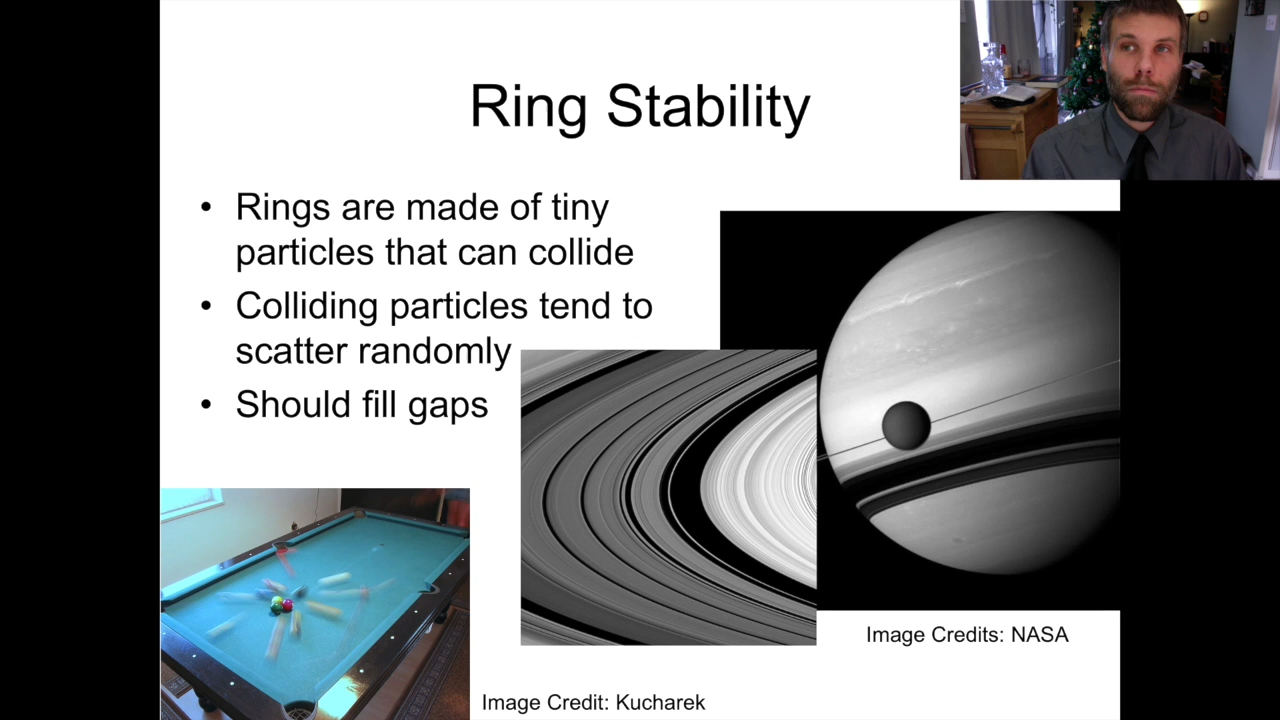 Ring Stability
• Rings are made of tiny
particles that can collide
• Colliding particles tend to
scatter randomly
• Should fill gaps
Image Credits: NASA
Image Credit: Kucharek